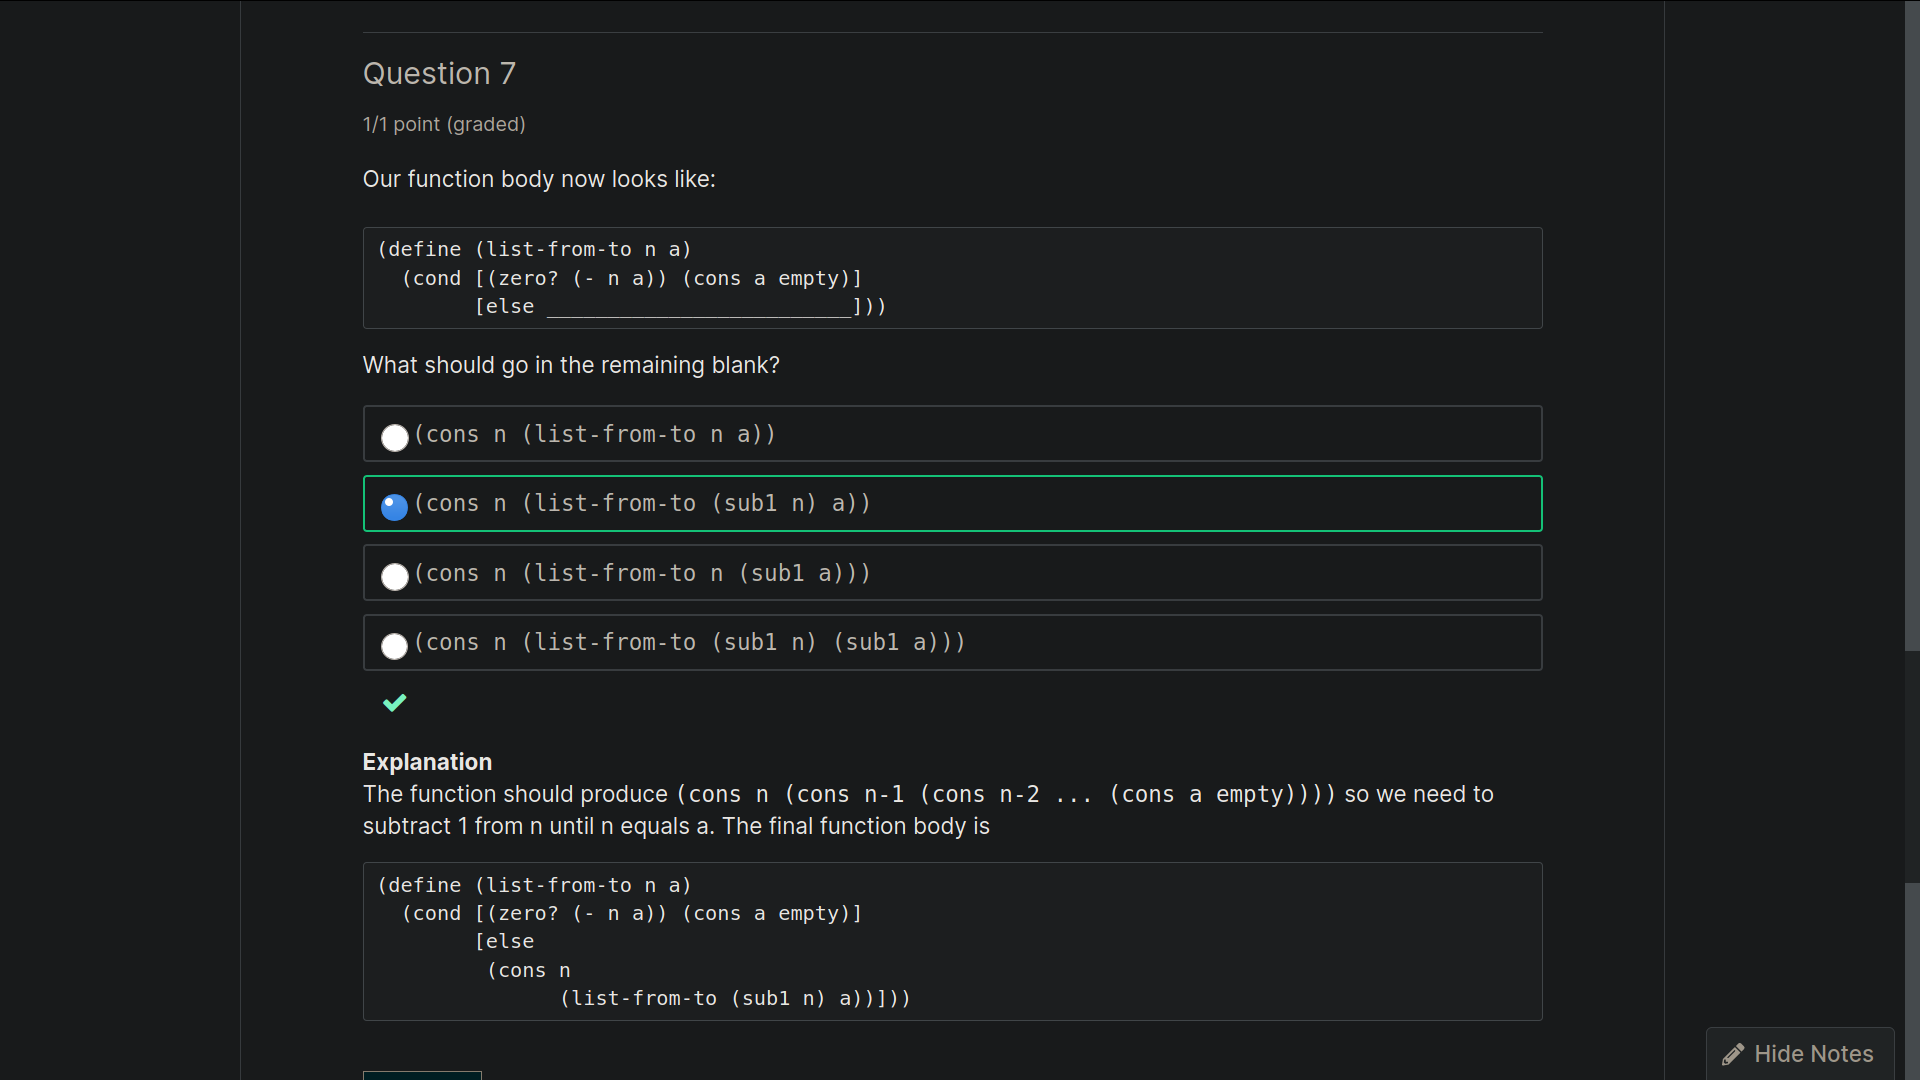 Question 7
1/1 point (graded)
Our function body now looks like:
(define (list-from-to n a)
  (cond [(zero? (- n a)) (cons a empty)]
        [else _________________________]))
What should go in the remaining blank?
(cons n (list-from-to n a))
(cons n (list-from-to (sub1 n) a))
(cons n (list-from-to n (sub1 a)))
(cons n (list-from-to (sub1 n) (sub1 a)))
Explanation
The function should produce (cons n (cons n-1 (cons n-2 ... (cons a empty)))) so we need to
subtract 1 from n until n equals a. The final function body is
(define (list-from-to n a)
  (cond [(zero? (- n a)) (cons a empty)]
        [else
         (cons n
               (list-from-to (sub1 n) a))]))
Hide Notes